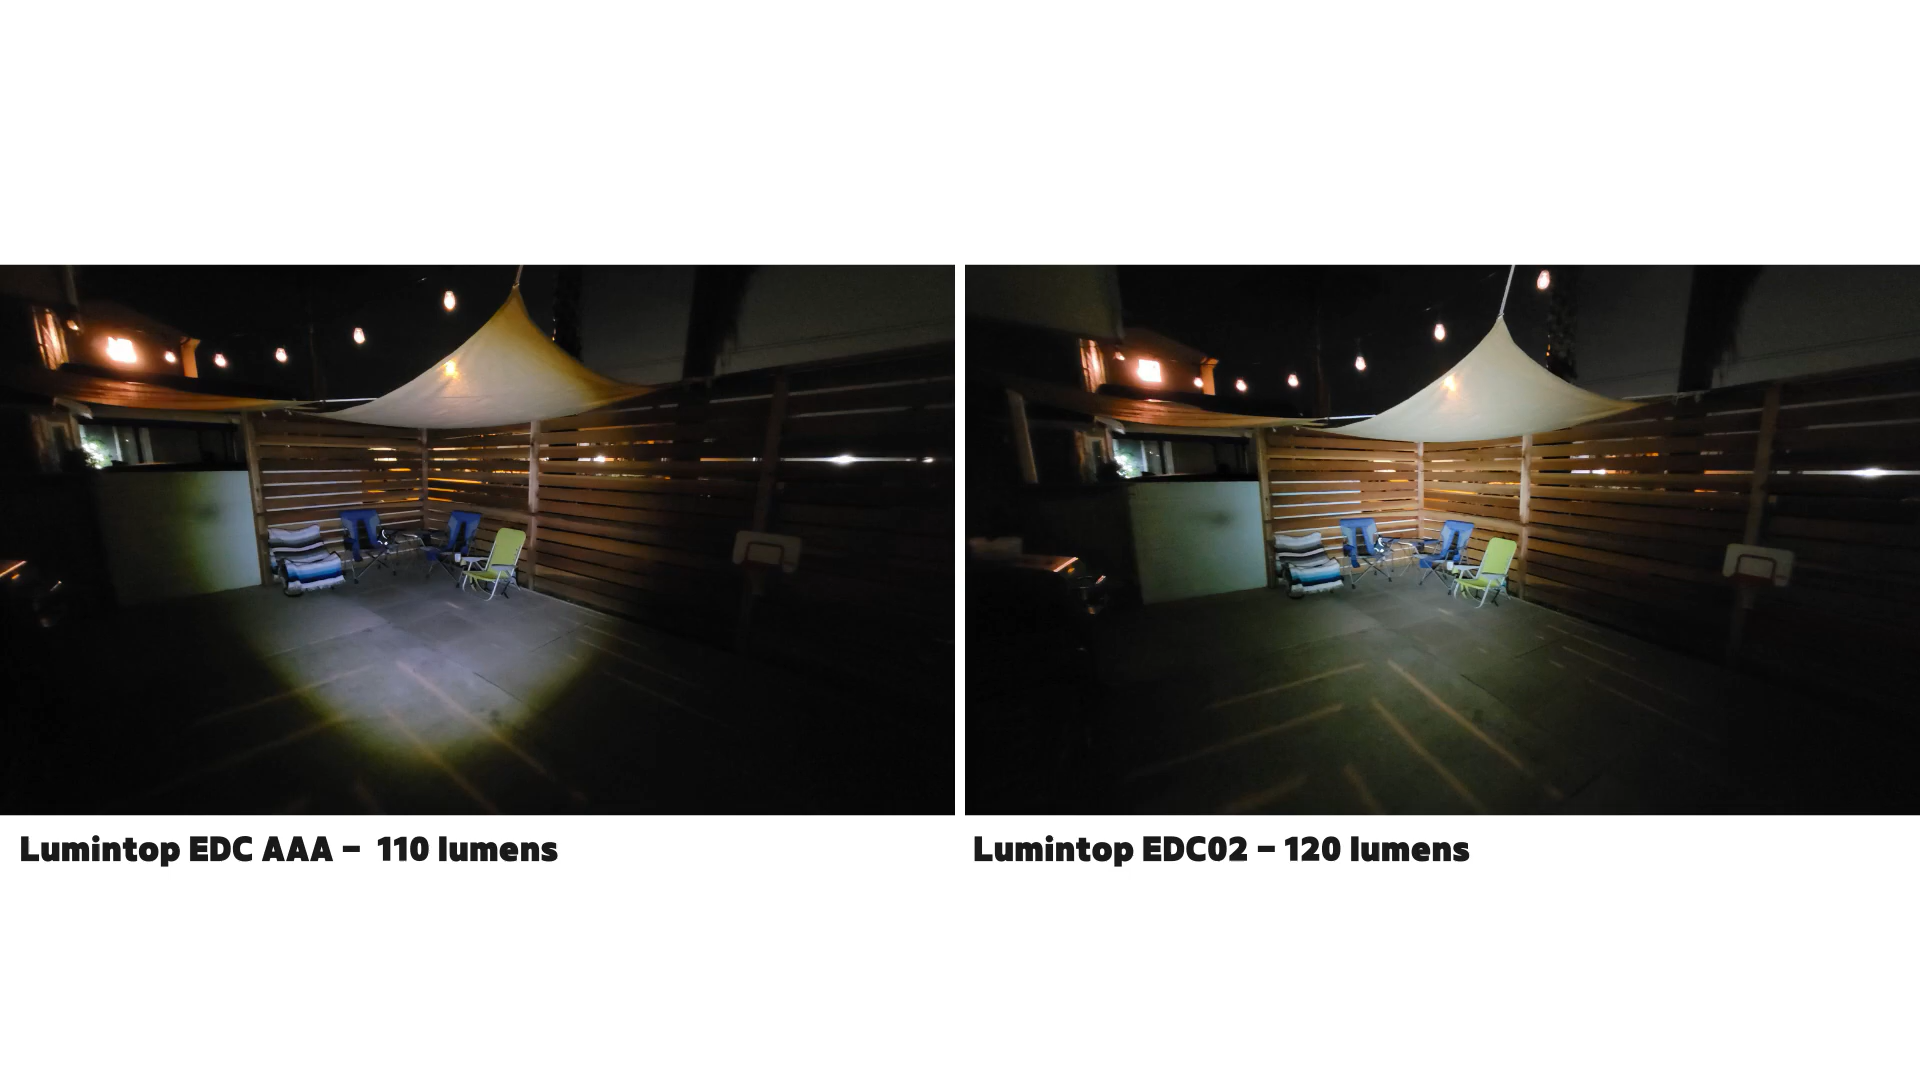 Lumintop EDC AAA – 110 lumens
Lumintop EDC02 – 120 lumens